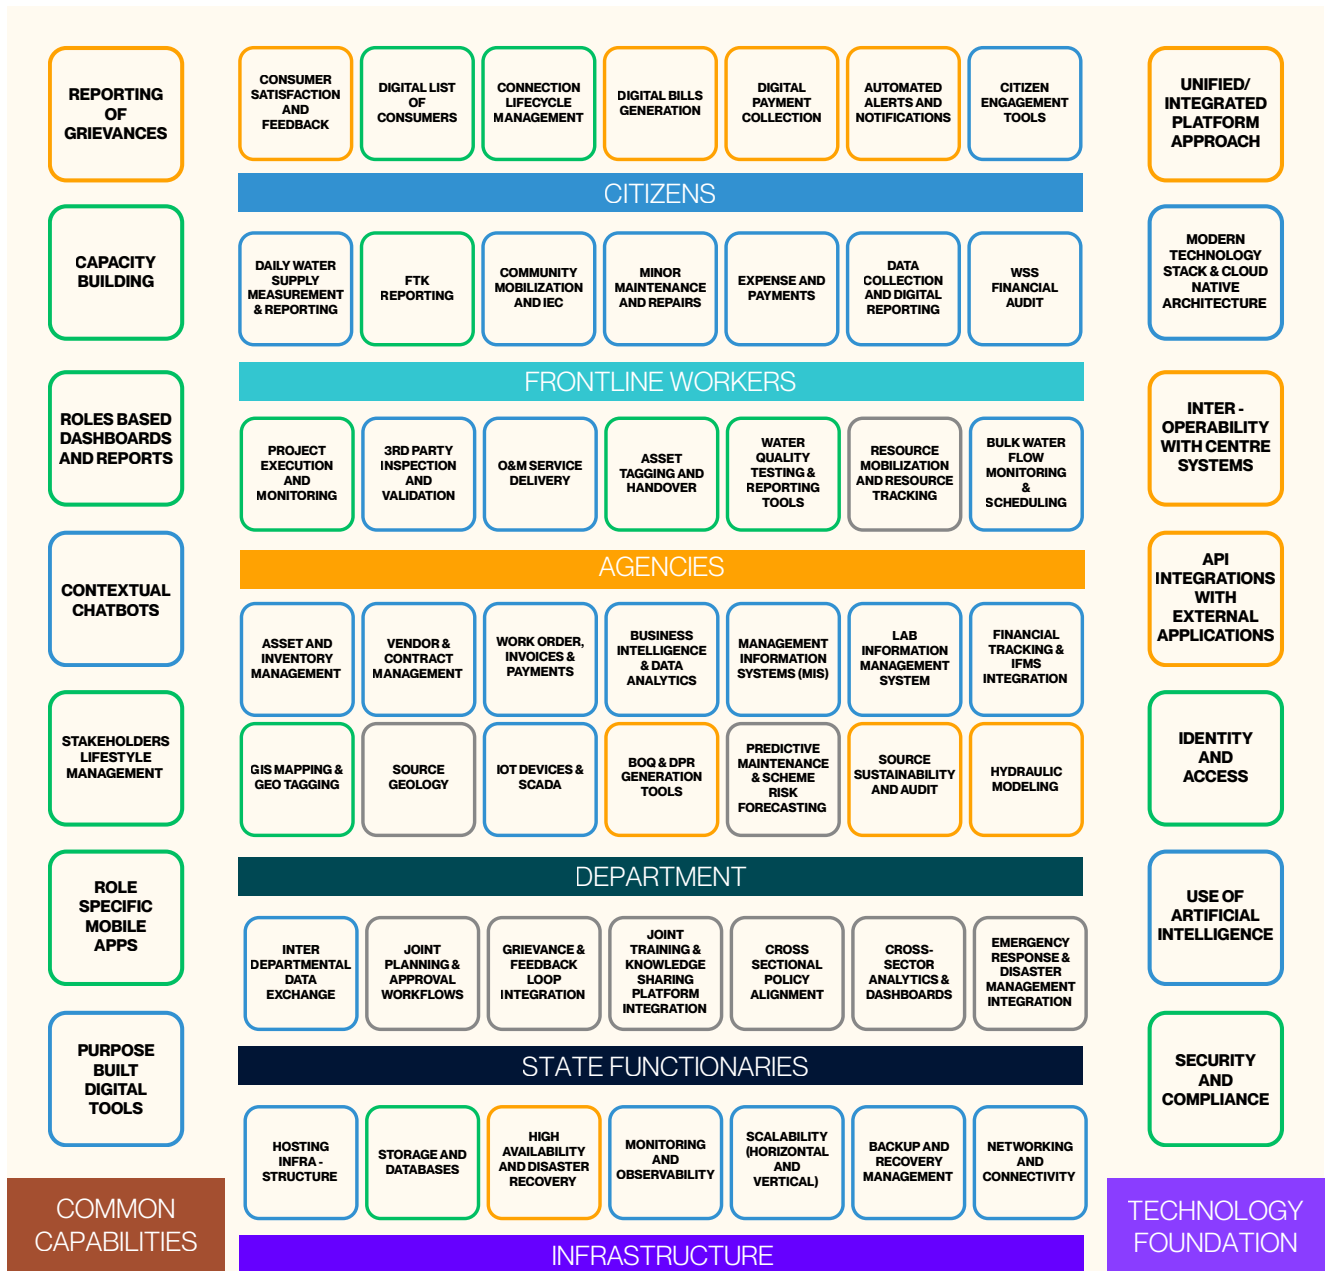 REPORTING
OF
GRIEVANCES
CAPACITY
BUILDING
ROLES BASED
DASHBOARDS
AND REPORTS
CONTEXTUAL
CHATBOTS
STAKEHOLDERS
LIFESTYLE
MANAGEMENT
ROLE
SPECIFIC
MOBILE
APPS
PURPOSE
BUILT
DIGITAL
TOOLS
COMMON
CAPABILITIES
CONSUMER
SATISFACTION
AND
FEEDBACK
DIGITAL LIST
OF
CONSUMERS
CONNECTION
LIFECYCLE
MANAGEMENT
DIGITAL BILLS
GENERATION
DIGITAL
PAYMENT
COLLECTION
AUTOMATED
ALERTS AND
NOTIFICATIONS
CITIZEN
ENGAGEMENT
TOOLS
CITIZENS
DAILY WATER
SUPPLY
MEASUREMENT
& REPORTING
FTK
REPORTING
COMMUNITY
MOBILIZATION
AND IEC
MINOR
MAINTENANCE
AND REPAIRS
EXPENSE AND
PAYMENTS
DATA
COLLECTION
AND DIGITAL
REPORTING
WSS
FINANCIAL
AUDIT
FRONTLINE WORKERS
PROJECT
EXECUTION
AND
MONITORING
3RD PARTY
INSPECTION
AND
VALIDATION
O&M SERVICE
DELIVERY
ASSET
TAGGING AND
HANDOVER
WATER
QUALITY
TESTING &
REPORTING
TOOLS
RESOURCE
MOBILIZATION
AND RESOURCE
TRACKING
BULK WATER
FLOW
MONITORING
&
SCHEDULING
AGENCIES
ASSET AND
INVENTORY
MANAGEMENT
VENDOR &
CONTRACT
MANAGEMENT
WORK ORDER,
INVOICES &
PAYMENTS
BUSINESS
INTELLIGENCE
& DATA
ANALYTICS
MANAGEMENT
INFORMATION
SYSTEMS (MIS)
LAB
INFORMATION
MANAGEMENT
SYSTEM
FINANCIAL
TRACKING &
IFMS
INTEGRATION
GIS MAPPING &
GEO TAGGING
SOURCE
GEOLOGY
IOT DEVICES &
SCADA
BOQ & DPR
GENERATION
TOOLS
PREDICTIVE
MAINTENANCE
& SCHEME
RISK
FORECASTING
SOURCE
SUSTAINABILITY
AND AUDIT
HYDRAULIC
MODELING
DEPARTMENT
INTER
DEPARTMENTAL
DATA
EXCHANGE
JOINT
PLANNING &
APPROVAL
WORKFLOWS
GRIEVANCE &
FEEDBACK
LOOP
INTEGRATION
JOINT
TRAINING &
KNOWLEDGE
SHARING
PLATFORM
INTEGRATION
CROSS
SECTIONAL
POLICY
ALIGNMENT
CROSS-
SECTOR
ANALYTICS &
DASHBOARDS
EMERGENCY
RESPONSE &
DISASTER
MANAGEMENT
INTEGRATION
STATE FUNCTIONARIES
HOSTING
INFRA -
STRUCTURE
STORAGE AND
DATABASES
HIGH
AVAILABILITY
AND DISASTER
RECOVERY
MONITORING
AND
OBSERVABILITY
SCALABILITY
(HORIZONTAL
AND
VERTICAL)
BACKUP AND
RECOVERY
MANAGEMENT
NETWORKING
AND
CONNECTIVITY
INFRASTRUCTURE
UNIFIED/
INTEGRATED
PLATFORM
APPROACH
MODERN
TECHNOLOGY
STACK & CLOUD
NATIVE
ARCHITECTURE
INTER -
OPERABILITY
WITH CENTRE
SYSTEMS
API
INTEGRATIONS
WITH
EXTERNAL
APPLICATIONS
IDENTITY
AND
ACCESS
USE OF
ARTIFICIAL
INTELLIGENCE
SECURITY
AND
COMPLIANCE
TECHNOLOGY
FOUNDATION